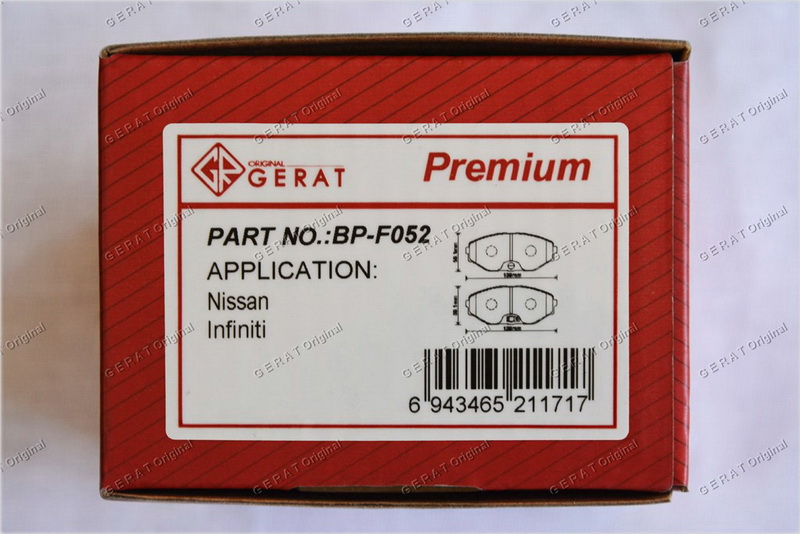 ORIGINAL
GERAT
Premium
PART NO.:BP-F052
APPLICATION:
Nissan
Infiniti
6 943465 211717
GERAT Original